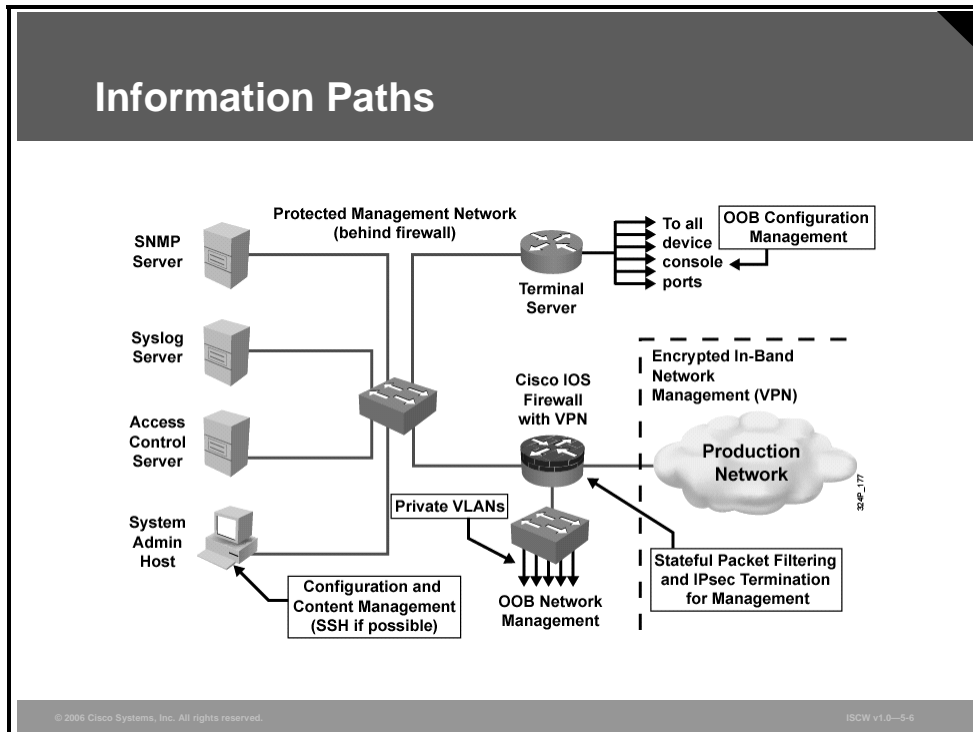 Information Paths
Protected Management Network
(behind firewall)
SNMP
Server
Syslog
Server
Access
Control
Server
System
Admin
Host
Configuration and
Content Management
(SSH if possible)
Terminal
Server
To all
device
console
ports
OOB Configuration
Management
Cisco IOS
Firewall
with VPN
Encrypted In-Band
Network
Management (VPN)
Production
Network
324P_177
Private VLANs
OOB Network
Management
Stateful Packet Filtering
and IPsec Termination
for Management
© 2006 Cisco Systems, Inc. All rights reserved.
ISCW v1.0—5-6